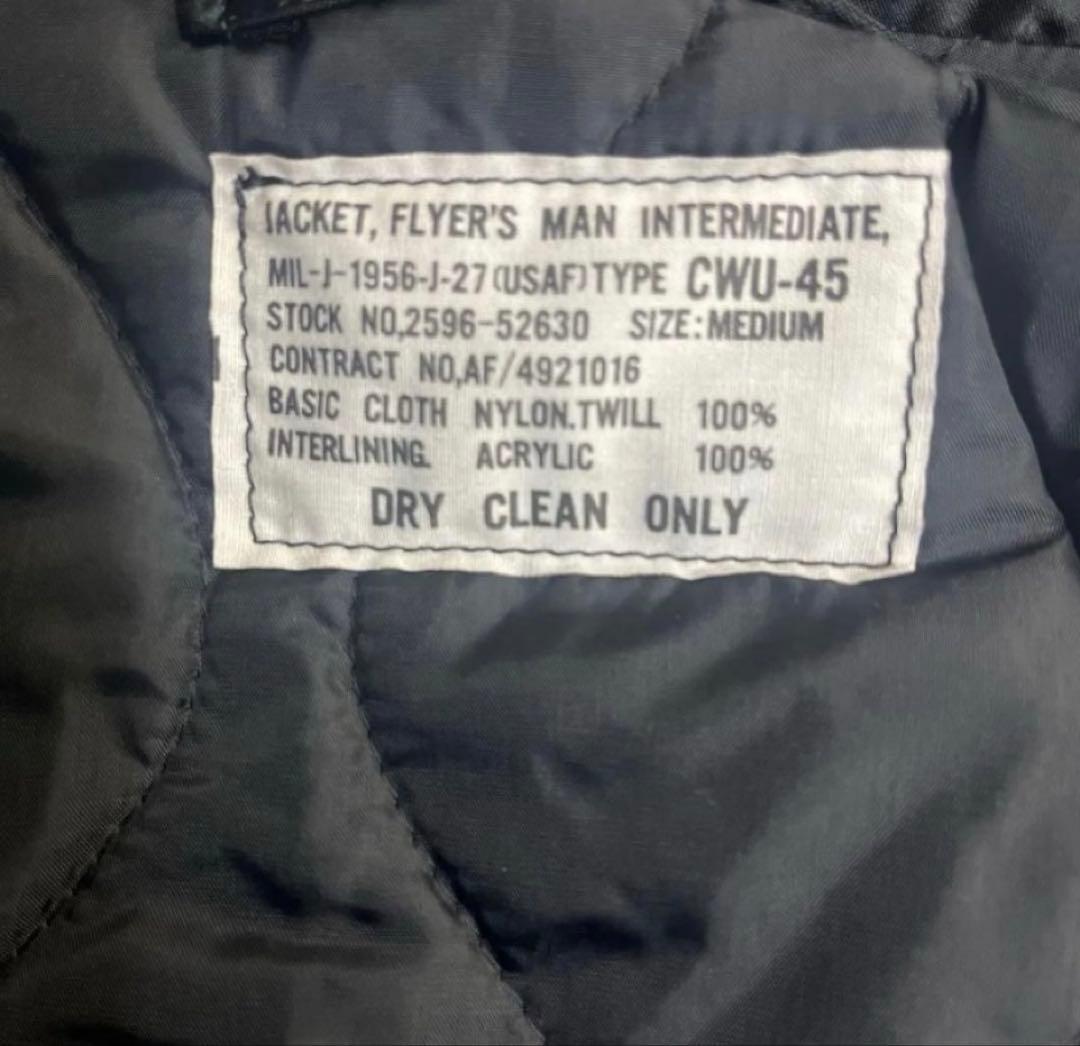 JACKET, FLYER'S MAN INTERMEDIATE,
MIL-J-1956-J-27 (USAF) TYPE CWU-45
STOCK NO,2596-52630 SIZE:MEDIUM
CONTRACT NO,AF/4921016
BASIC CLOTH NYLON.TWILL 100%
INTERLINING. ACRYLIC 100%
DRY CLEAN ONLY